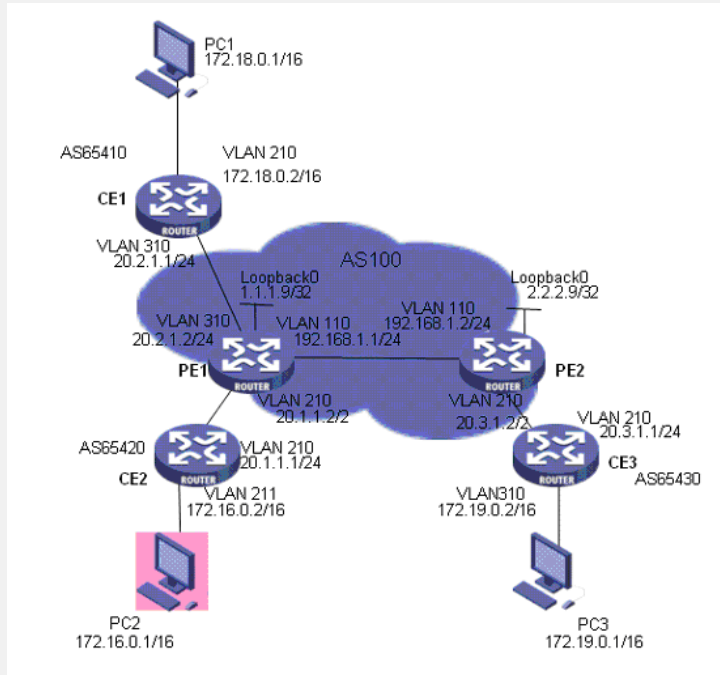 PC1
172.18.0.1/16
AS65410
VLAN 210
172.18.0.2/16
CE1
ROUTER
VLAN 310
20.2.1.1/24
AS100
Loopback0
1.1.1.9/32
Loopback0
2.2.2.9/32
VLAN 310
20.2.1.2/24
VLAN 110
192.168.1.1/24
VLAN 110
192.168.1.2/24
PE1
ROUTER
PE2
ROUTER
VLAN 210
20.1.1.2/2
VLAN 210
20.3.1.2/2
VLAN 210
20.3.1.1/24
AS65420
VLAN 210
20.1.1.1/24
CE2
ROUTER
CE3
ROUTER
AS65430
VLAN 211
172.16.0.2/16
VLAN310
172.19.0.2/16
PC2
172.16.0.1/16
PC3
172.19.0.1/16